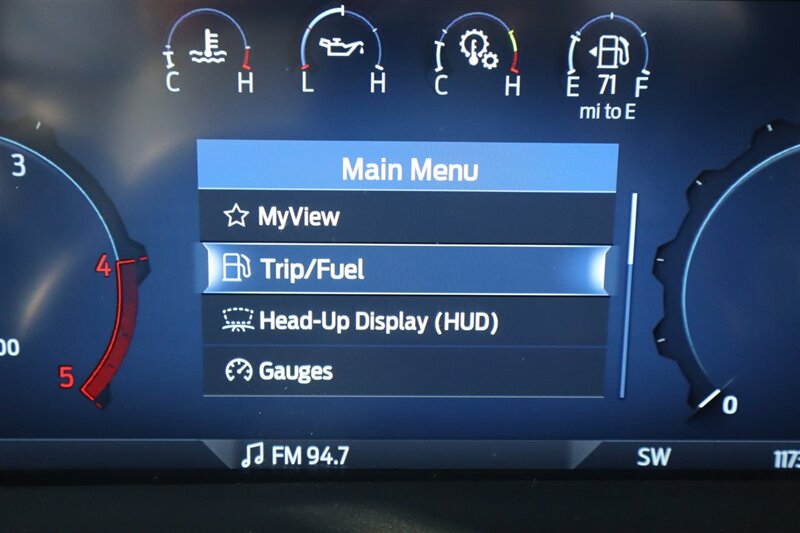 C H L H C H E 71 F
mi to E
Main Menu
3
MyView
4
Trip/Fuel
Head-Up Display (HUD)
Gauges
5
0
FM 94.7 SW